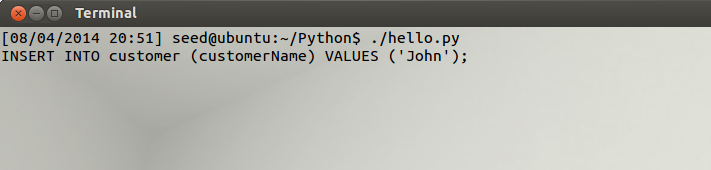 Terminal
[08/04/2014 20:51] seed@ubuntu:~/Python$ ./hello.py
INSERT INTO customer (customerName) VALUES ('John');